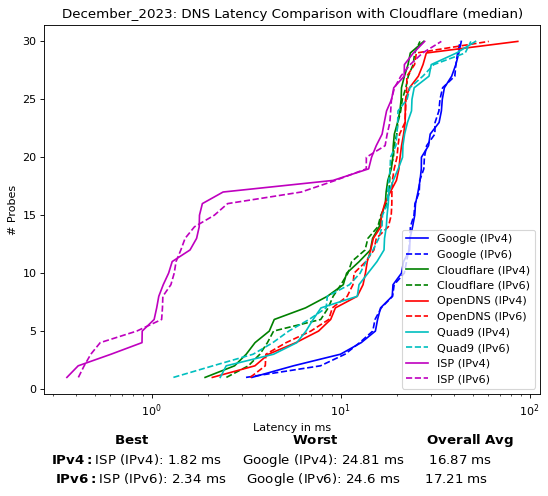 December_2023: DNS Latency Comparison with Cloudflare (median)
# Probes
30
25
20
15
10
5
0
Google (IPv4)
Google (IPv6)
Cloudflare (IPv4)
Cloudflare (IPv6)
OpenDNS (IPv4)
OpenDNS (IPv6)
Quad9 (IPv4)
Quad9 (IPv6)
ISP (IPv4)
ISP (IPv6)
10⁰ 10¹ 10²
Latency in ms
Best Worst Overall Avg
IPv4: ISP (IPv4): 1.82 ms Google (IPv4): 24.81 ms 16.87 ms
IPv6: ISP (IPv6): 2.34 ms Google (IPv6): 24.6 ms 17.21 ms